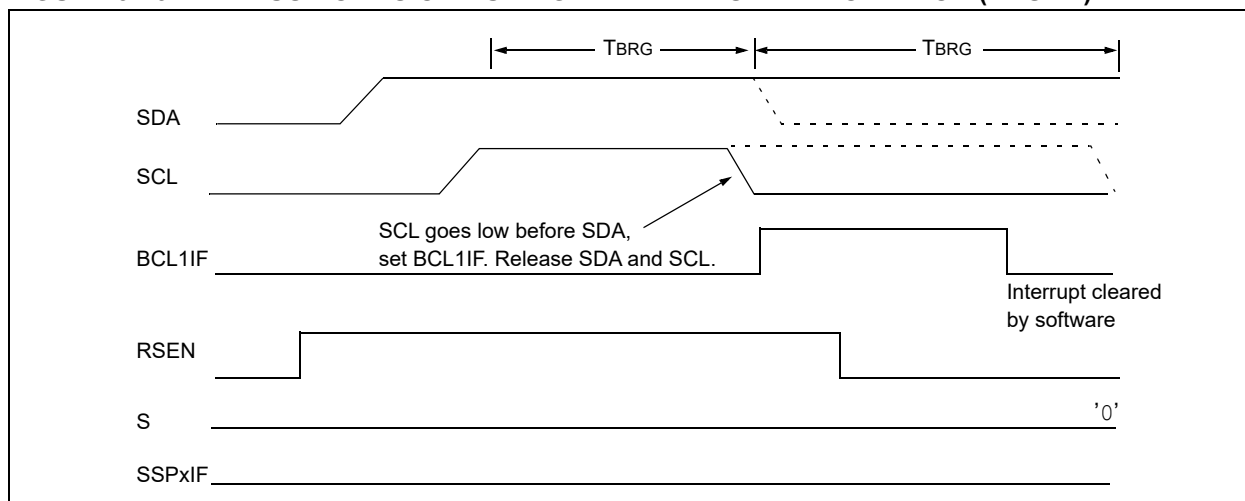 TBRG TBRG
SDA
SCL
SCL goes low before SDA,
set BCL1IF. Release SDA and SCL.
BCL1IF
Interrupt cleared
by software
RSEN
'0'
S
SSPxIF